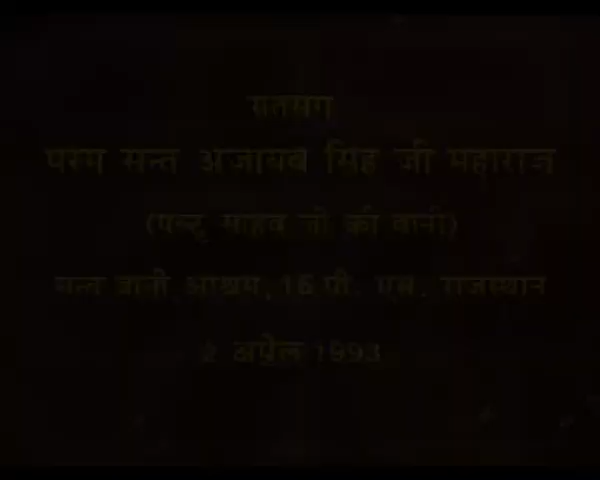 सतसंग
परम सन्त अजायब सिंह जी महाराज
(पल्टू साहब जी की बानी)
सन्त बानी आश्रम, 16 पी. एस. राजस्थान
2 अप्रैल 1993